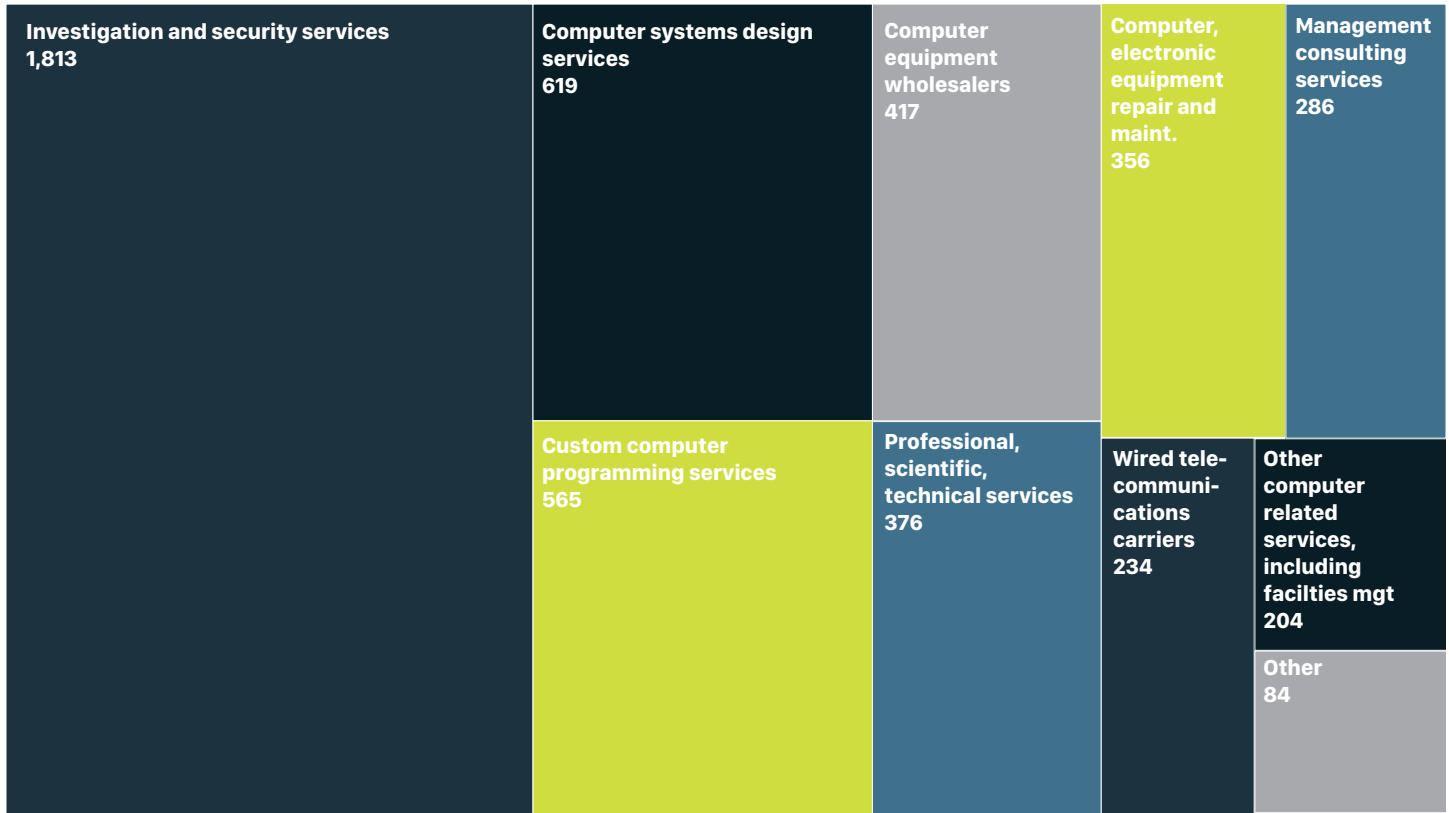 Investigation and security services
1,813
Computer systems design
services
619
Custom computer
programming services
565
Computer
equipment
wholesalers
417
Professional,
scientific,
technical services
376
Computer,
electronic
equipment
repair and
maint.
356
Management
consulting
services
286
Wired tele-
communi-
cations
carriers
234
Other
computer
related
services,
including
facilties mgt
204
Other
84